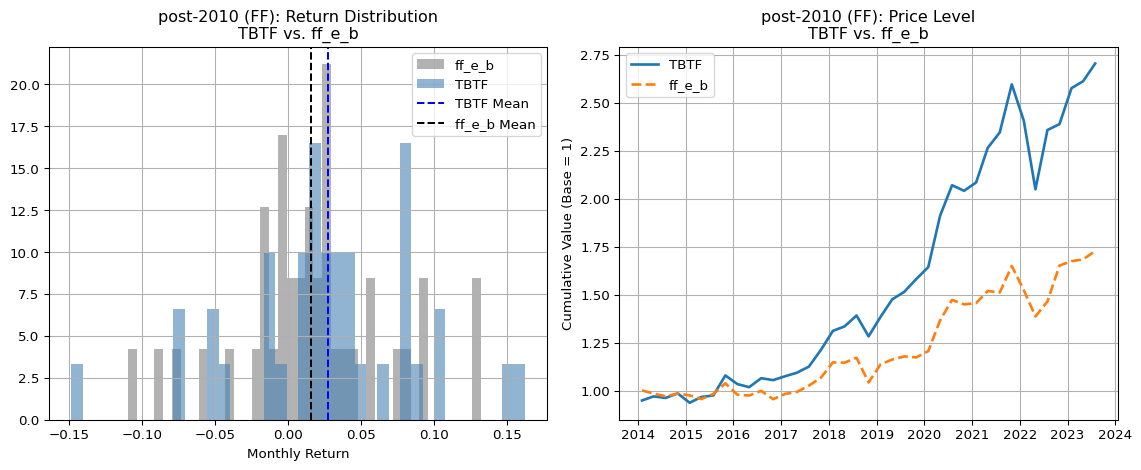 post-2010 (FF): Return Distribution
TBTF vs. ff_e_b
ff_e_b
TBTF
TBTF Mean
ff_e_b Mean
20.0
17.5
15.0
12.5
10.0
7.5
5.0
2.5
0.0
−0.15
−0.10
−0.05
0.00
0.05
0.10
0.15
Monthly Return
post-2010 (FF): Price Level
TBTF vs. ff_e_b
TBTF
ff_e_b
Cumulative Value (Base = 1)
2.75
2.50
2.25
2.00
1.75
1.50
1.25
1.00
2014
2015
2016
2017
2018
2019
2020
2021
2022
2023
2024